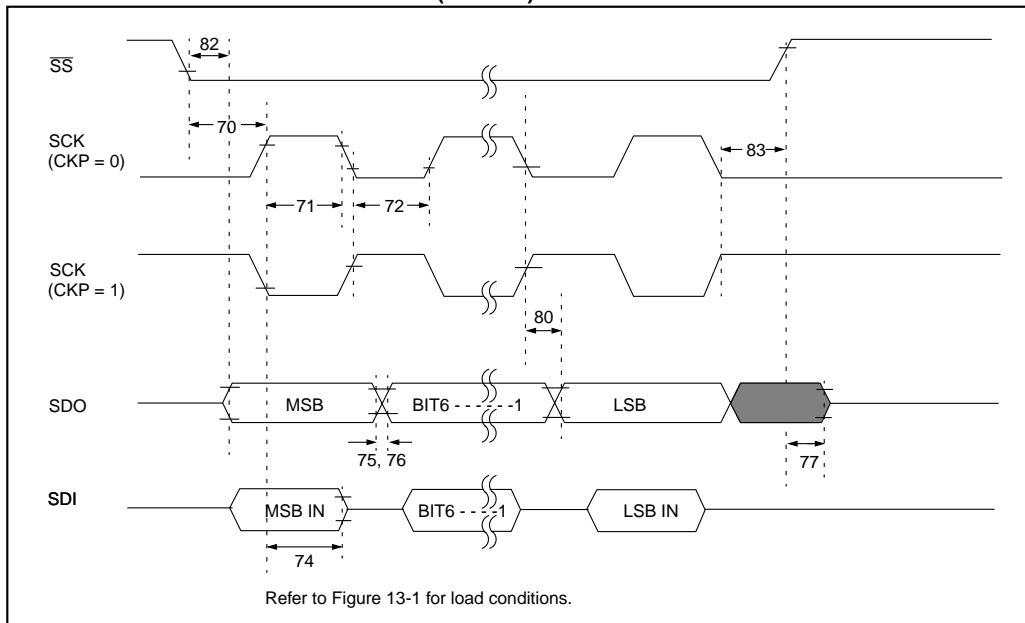 82
SS
70
SCK
(CKP = 0)
83
71
72
SCK
(CKP = 1)
80
SDO
MSB
BIT6 - - - - - -1
LSB
75, 76
77
SDI
MSB IN
BIT6 - - - -1
LSB IN
74
Refer to Figure 13-1 for load conditions.